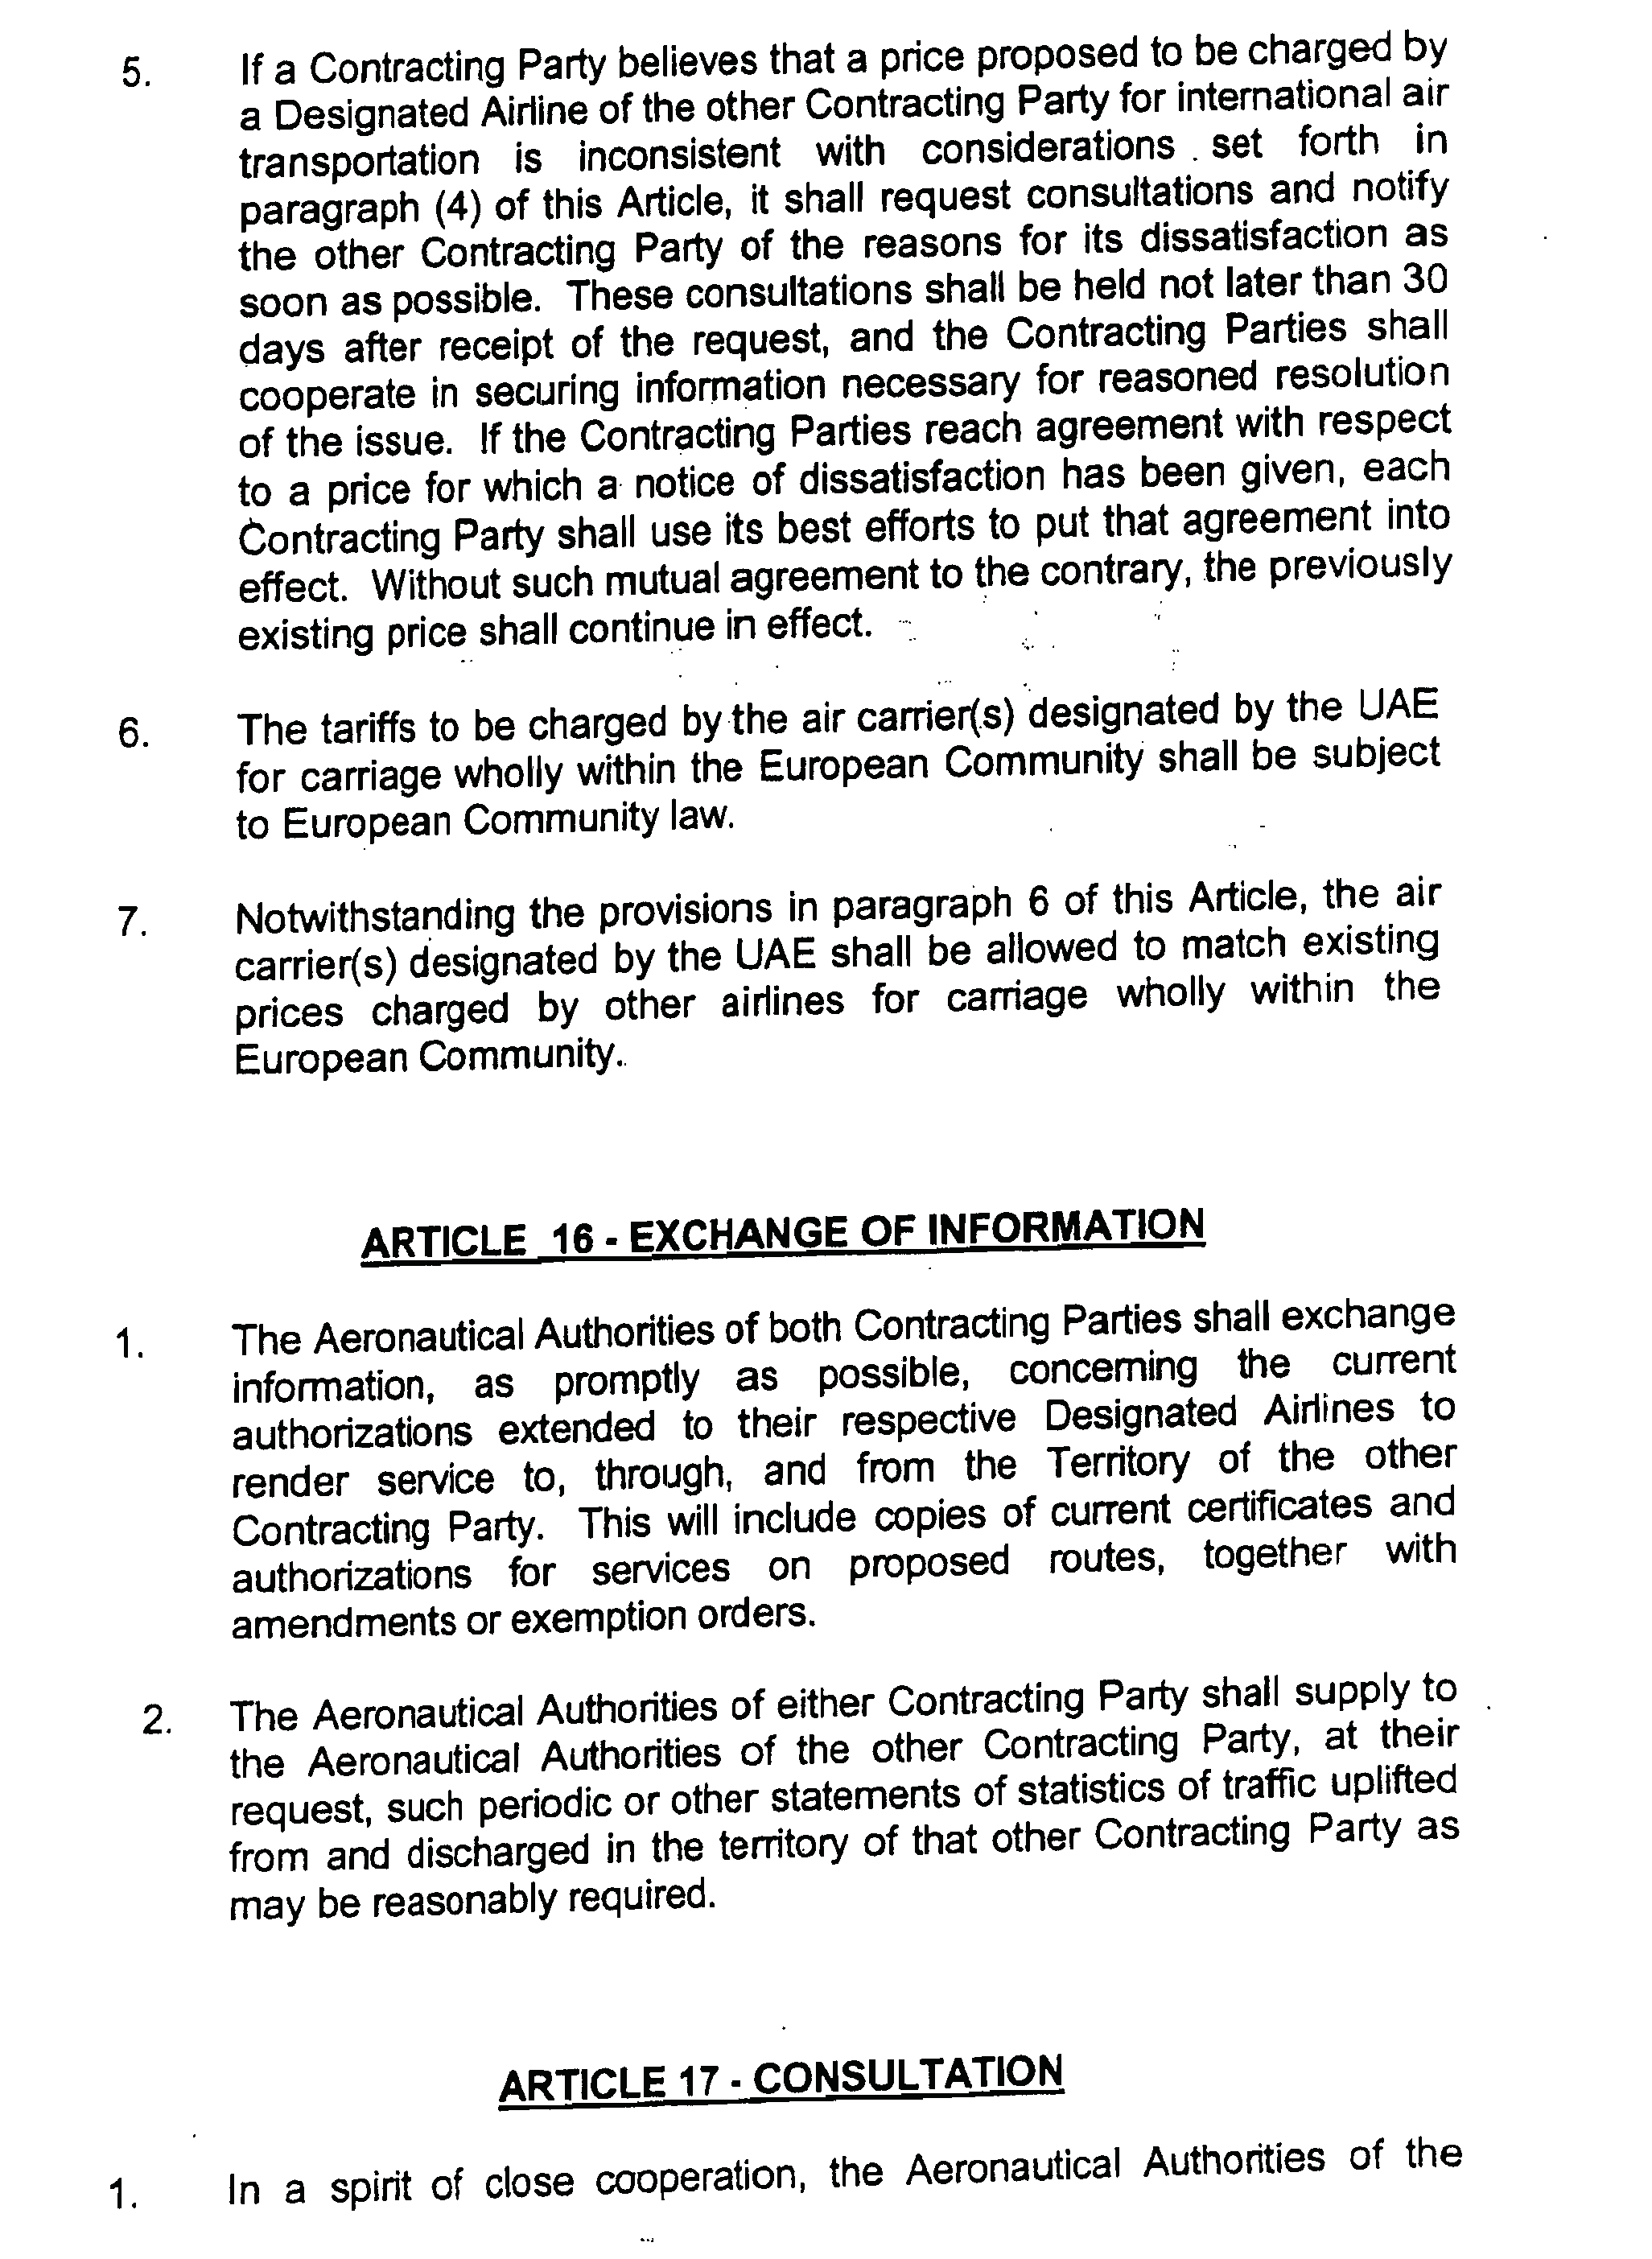 5. If a Contracting Party believes that a price proposed to be charged by
a Designated Airline of the other Contracting Party for international air
transportation is inconsistent with considerations set forth in
paragraph (4) of this Article, it shall request consultations and notify
the other Contracting Party of the reasons for its dissatisfaction as
soon as possible. These consultations shall be held not later than 30
days after receipt of the request, and the Contracting Parties shall
cooperate in securing information necessary for reasoned resolution
of the issue. If the Contracting Parties reach agreement with respect
to a price for which a notice of dissatisfaction has been given, each
Contracting Party shall use its best efforts to put that agreement into
effect. Without such mutual agreement to the contrary, the previously
existing price shall continue in effect.
6. The tariffs to be charged by the air carrier(s) designated by the UAE
for carriage wholly within the European Community shall be subject
to European Community law.
7. Notwithstanding the provisions in paragraph 6 of this Article, the air
carrier(s) designated by the UAE shall be allowed to match existing
prices charged by other airlines for carriage wholly within the
European Community.
ARTICLE 16 - EXCHANGE OF INFORMATION
1. The Aeronautical Authorities of both Contracting Parties shall exchange
information, as promptly as possible, concerning the current
authorizations extended to their respective Designated Airlines to
render service to, through, and from the Territory of the other
Contracting Party. This will include copies of current certificates and
authorizations for services on proposed routes, together with
amendments or exemption orders.
2. The Aeronautical Authorities of either Contracting Party shall supply to
the Aeronautical Authorities of the other Contracting Party, at their
request, such periodic or other statements of statistics of traffic uplifted
from and discharged in the territory of that other Contracting Party as
may be reasonably required.
ARTICLE 17 - CONSULTATION
1. In a spirit of close cooperation, the Aeronautical Authorities of the